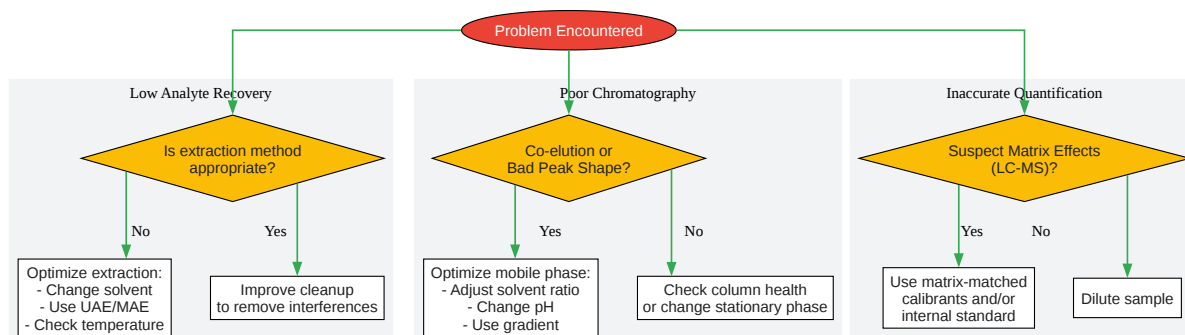 Problem Encountered
Low Analyte Recovery
Is extraction method
appropriate?
No
Yes
Optimize extraction:
- Change solvent
- Use UAE/MAE
- Check temperature
Improve cleanup
to remove interferences
Poor Chromatography
Co-elution or
Bad Peak Shape?
Yes
No
Optimize mobile phase:
- Adjust solvent ratio
- Change pH
- Use gradient
Check column health
or change stationary phase
Inaccurate Quantification
Suspect Matrix Effects
(LC-MS)?
Yes
No
Use matrix-matched
calibrants and/or
internal standard
Dilute sample